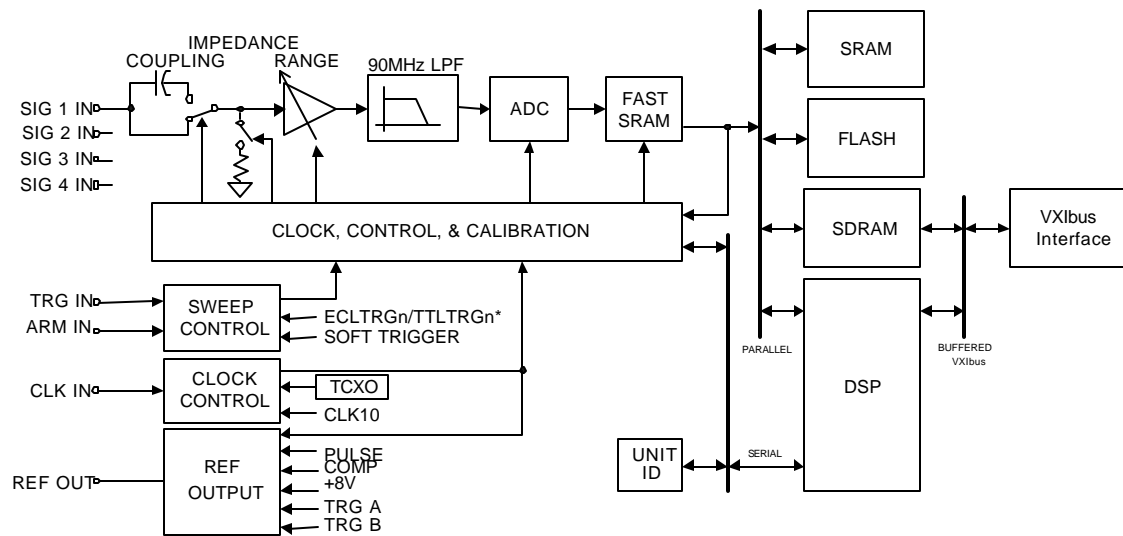 IMPEDANCE
COUPLING
RANGE
90MHz LPF
ADC
FAST
SRAM
SRAM
FLASH
SDRAM
VXIbus
Interface
SIG 1 IN
SIG 2 IN
SIG 3 IN
SIG 4 IN
CLOCK, CONTROL, & CALIBRATION
TRG IN
ARM IN
SWEEP
CONTROL
ECLTRGn/TTLTRGn*
SOFT TRIGGER
PARALLEL
BUFFERED
VXIbus
CLK IN
CLOCK
CONTROL
TCXO
CLK10
DSP
REF OUT
REF
OUTPUT
PULSE
COMP
+8V
TRG A
TRG B
UNIT
ID
SERIAL